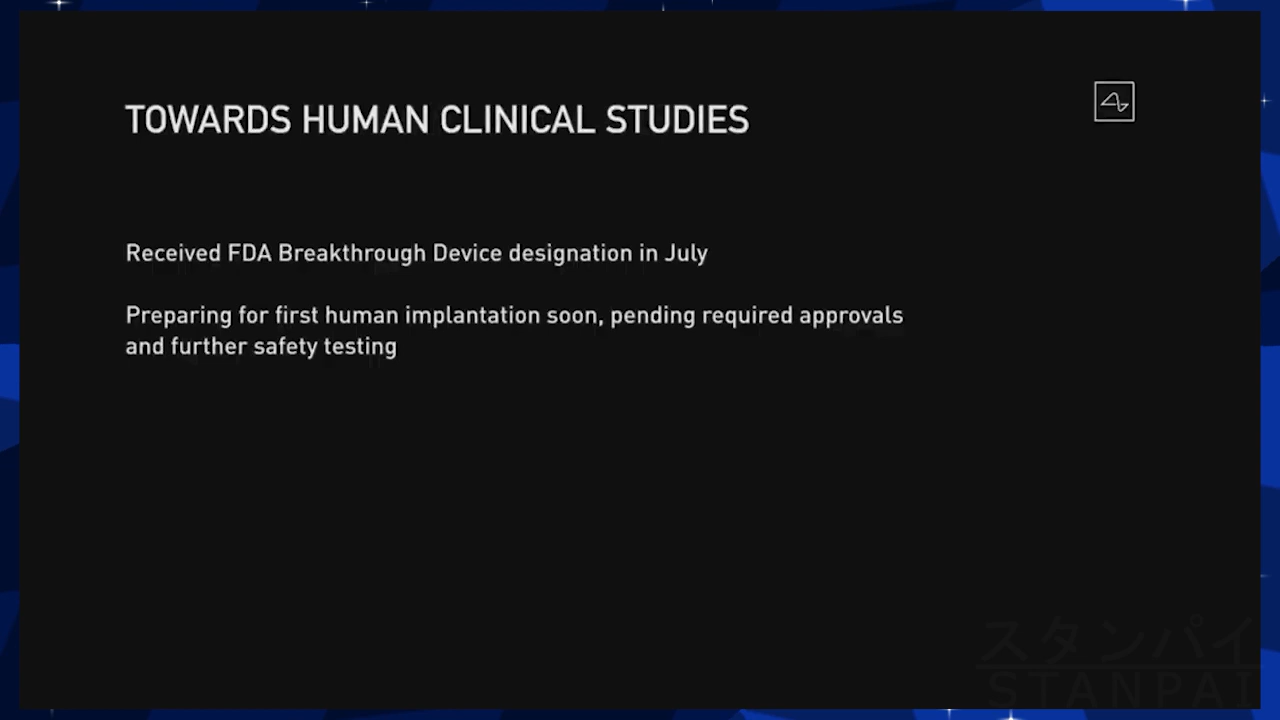 TOWARDS HUMAN CLINICAL STUDIES
Received FDA Breakthrough Device designation in July
Preparing for first human implantation soon, pending required approvals
and further safety testing
スタンパイ
STANPAI